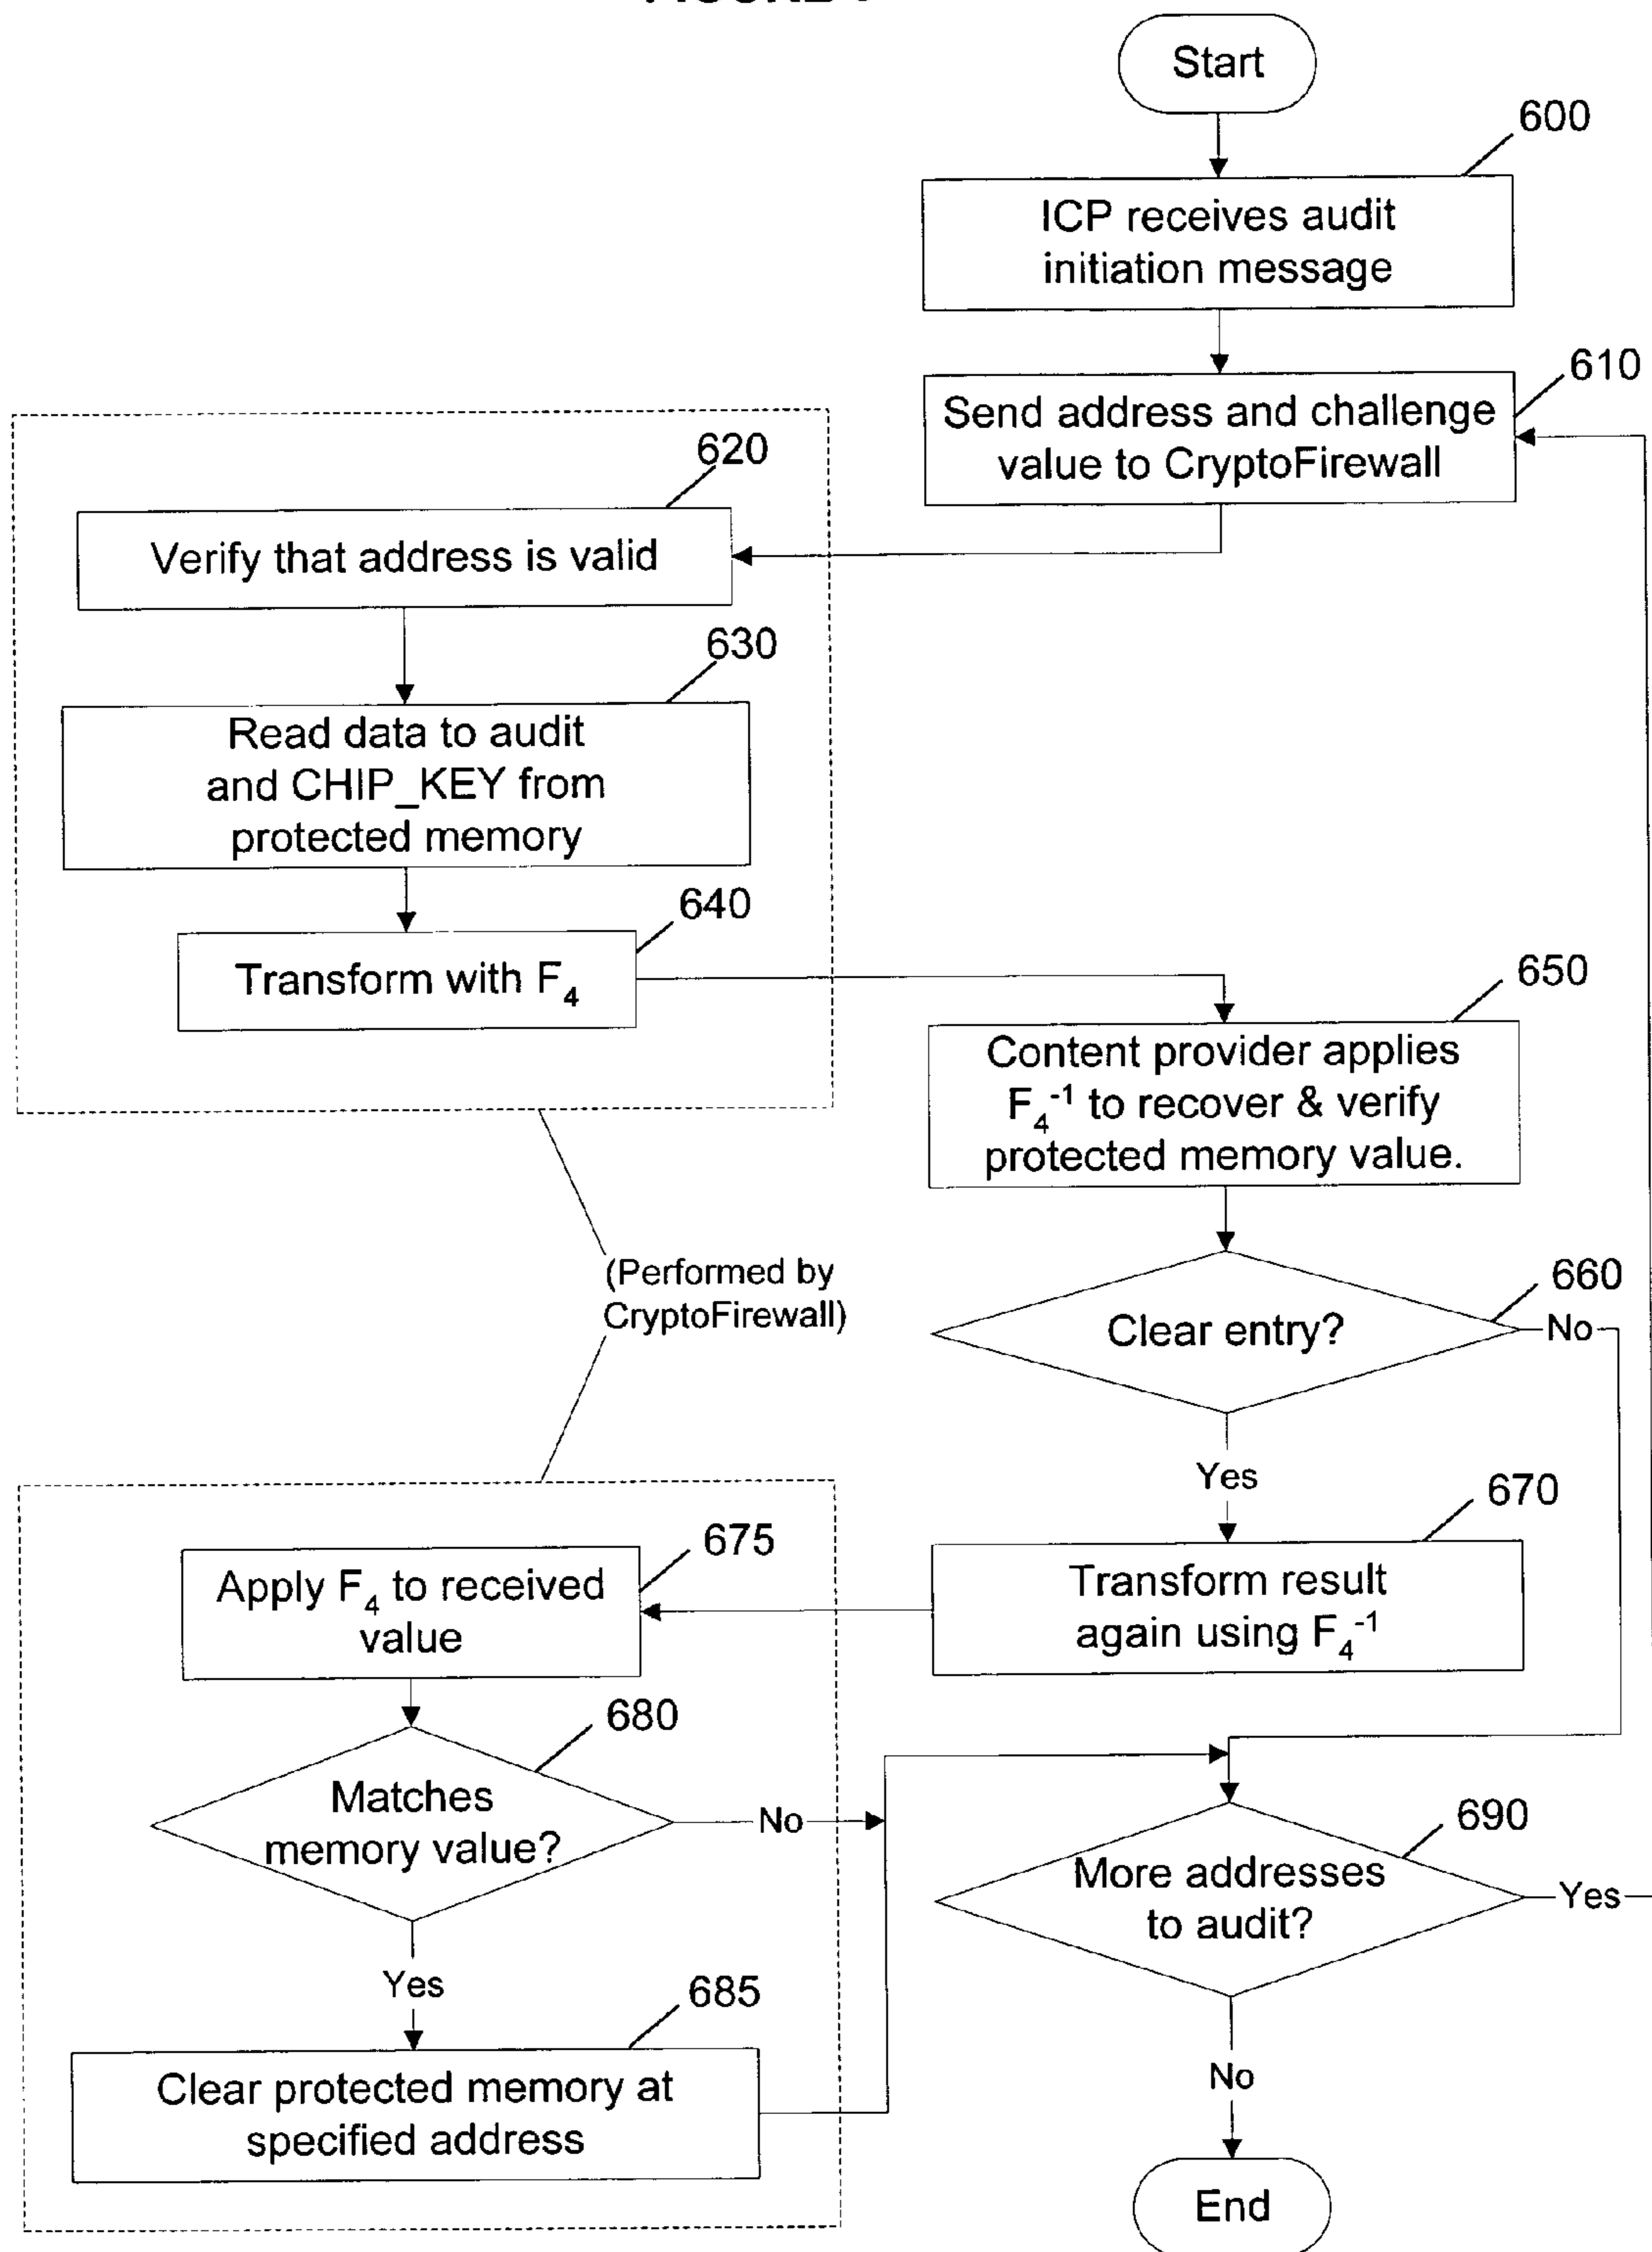 Start
600
ICP receives audit
initiation message
610
Send address and challenge
value to CryptoFirewall
620
Verify that address is valid
630
Read data to audit
and CHIP_KEY from
protected memory
640
Transform with F₄
650
Content provider applies
F₄⁻¹ to recover & verify
protected memory value.
(Performed by
CryptoFirewall)
660
Clear entry?
No
Yes
670
Transform result
again using F₄⁻¹
675
Apply F₄ to received
value
680
Matches
memory value?
No
Yes
685
Clear protected memory at
specified address
690
More addresses
to audit?
Yes
No
End